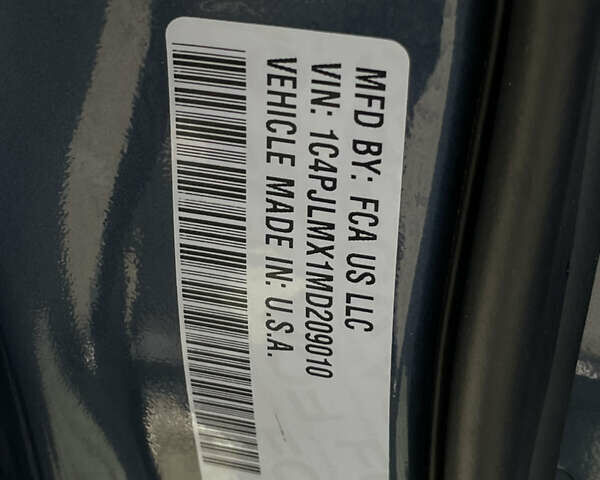 MFD BY: FCA US LLC
VIN: 1C4PJLMX1MD209010
VEHICLE MADE IN: U.S.A.